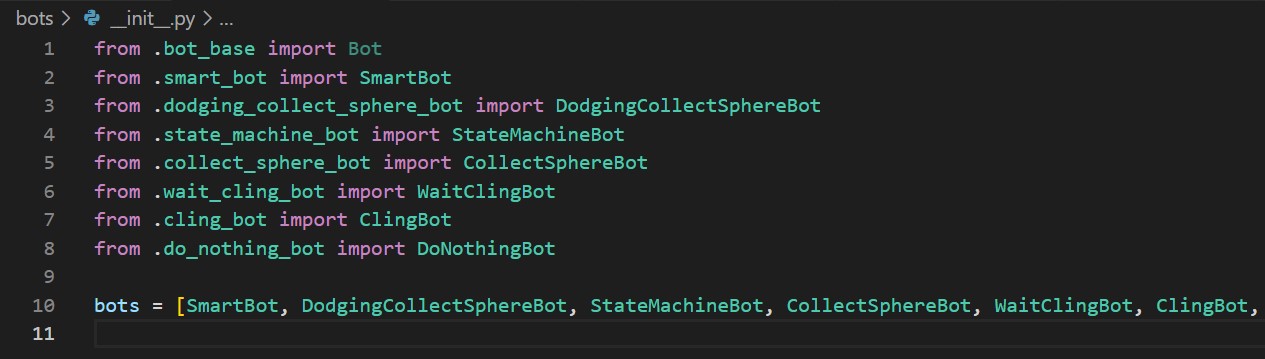 bots > __init__.py > ...
1 from .bot_base import Bot
2 from .smart_bot import SmartBot
3 from .dodging_collect_sphere_bot import DodgingCollectSphereBot
4 from .state_machine_bot import StateMachineBot
5 from .collect_sphere_bot import CollectSphereBot
6 from .wait_cling_bot import WaitClingBot
7 from .cling_bot import ClingBot
8 from .do_nothing_bot import DoNothingBot
9
10 bots = [SmartBot, DodgingCollectSphereBot, StateMachineBot, CollectSphereBot, WaitClingBot, ClingBot,
11